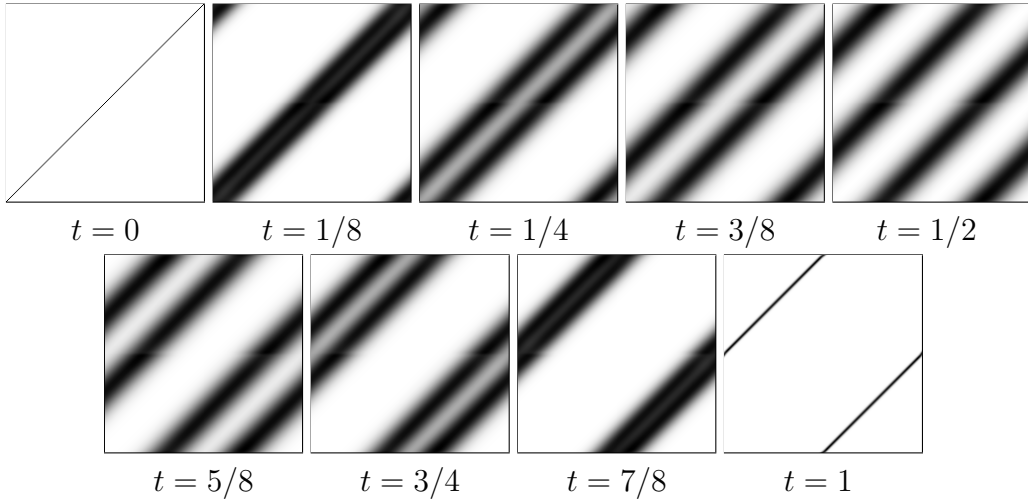 t = 0 t = 1/8 t = 1/4 t = 3/8 t = 1/2
t = 5/8 t = 3/4 t = 7/8 t = 1